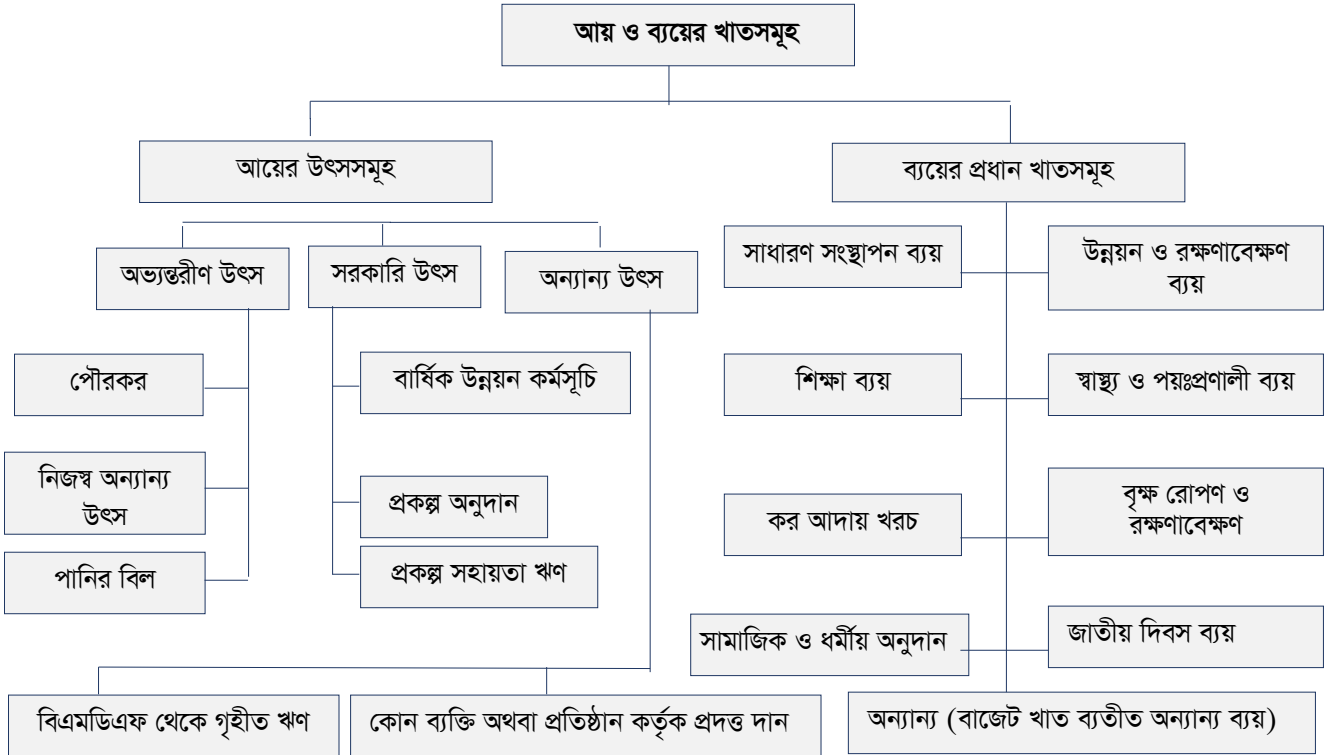 আয় ও ব্যয়ের খাতসমূহ
আয়ের উৎসসমূহ
ব্যয়ের প্রধান খাতসমূহ
অভ্যন্তরীণ উৎস
সরকারি উৎস
অন্যান্য উৎস
সাধারণ সংস্থাপন ব্যয়
উন্নয়ন ও রক্ষণাবেক্ষণ
ব্যয়
পৌরকর
বার্ষিক উন্নয়ন কর্মসূচি
শিক্ষা ব্যয়
স্বাস্থ্য ও পয়ঃপ্রণালী ব্যয়
নিজস্ব অন্যান্য
উৎস
প্রকল্প অনুদান
কর আদায় খরচ
বৃক্ষ রোপণ ও
রক্ষণাবেক্ষণ
পানির বিল
প্রকল্প সহায়তা ঋণ
সামাজিক ও ধর্মীয় অনুদান
জাতীয় দিবস ব্যয়
বিএমডিএফ থেকে গৃহীত ঋণ
কোন ব্যক্তি অথবা প্রতিষ্ঠান কর্তৃক প্রদত্ত দান
অন্যান্য (বাজেট খাত ব্যতীত অন্যান্য ব্যয়)